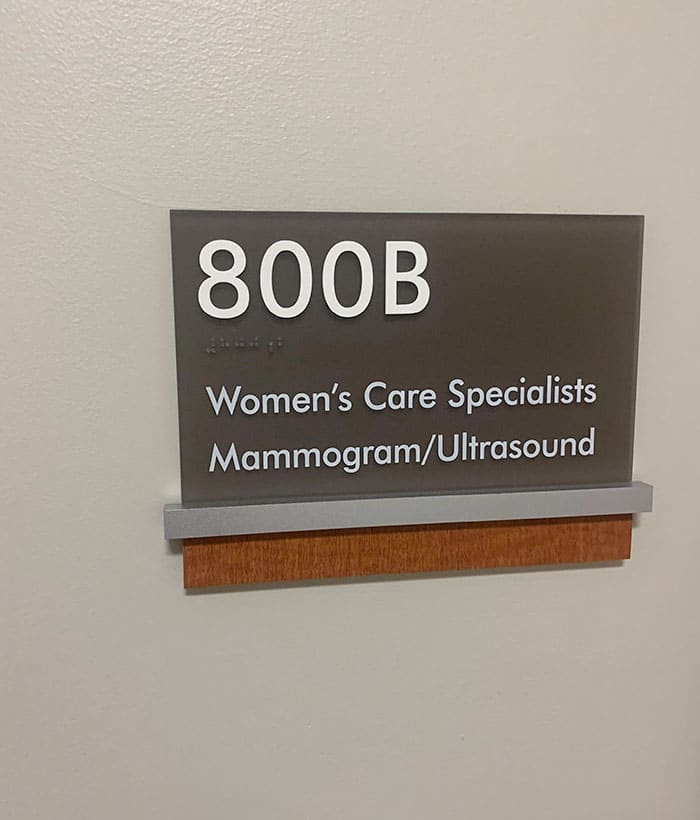 800B
Women's Care Specialists
Mammogram/Ultrasound